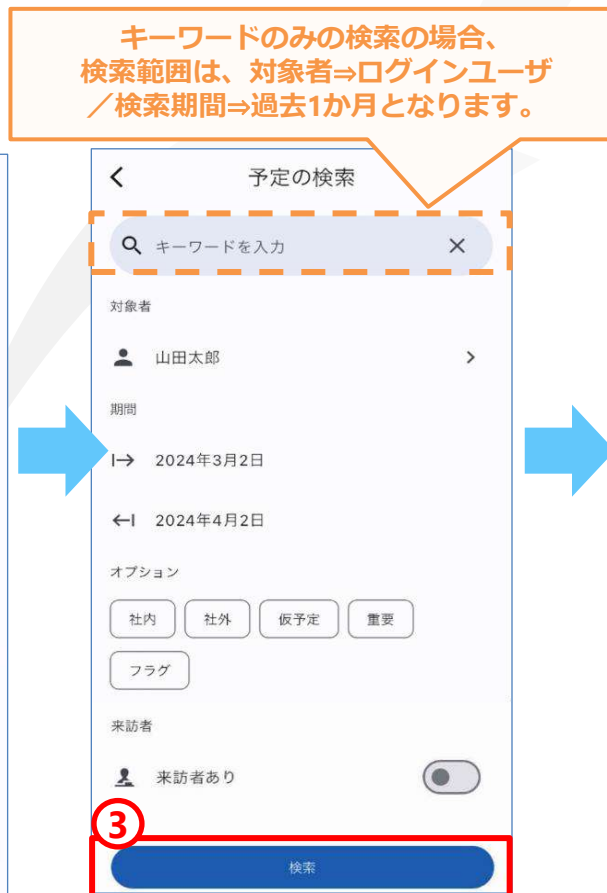 キーワードのみの検索の場合、
検索範囲は、対象者⇒ログインユーザ
／検索期間⇒過去1か月となります。
予定の検索
キーワードを入力
対象者
山田太郎
期間
2024年3月2日
2024年4月2日
オプション
社内 社外 仮予定 重要
フラグ
来訪者
来訪者あり
③
検索